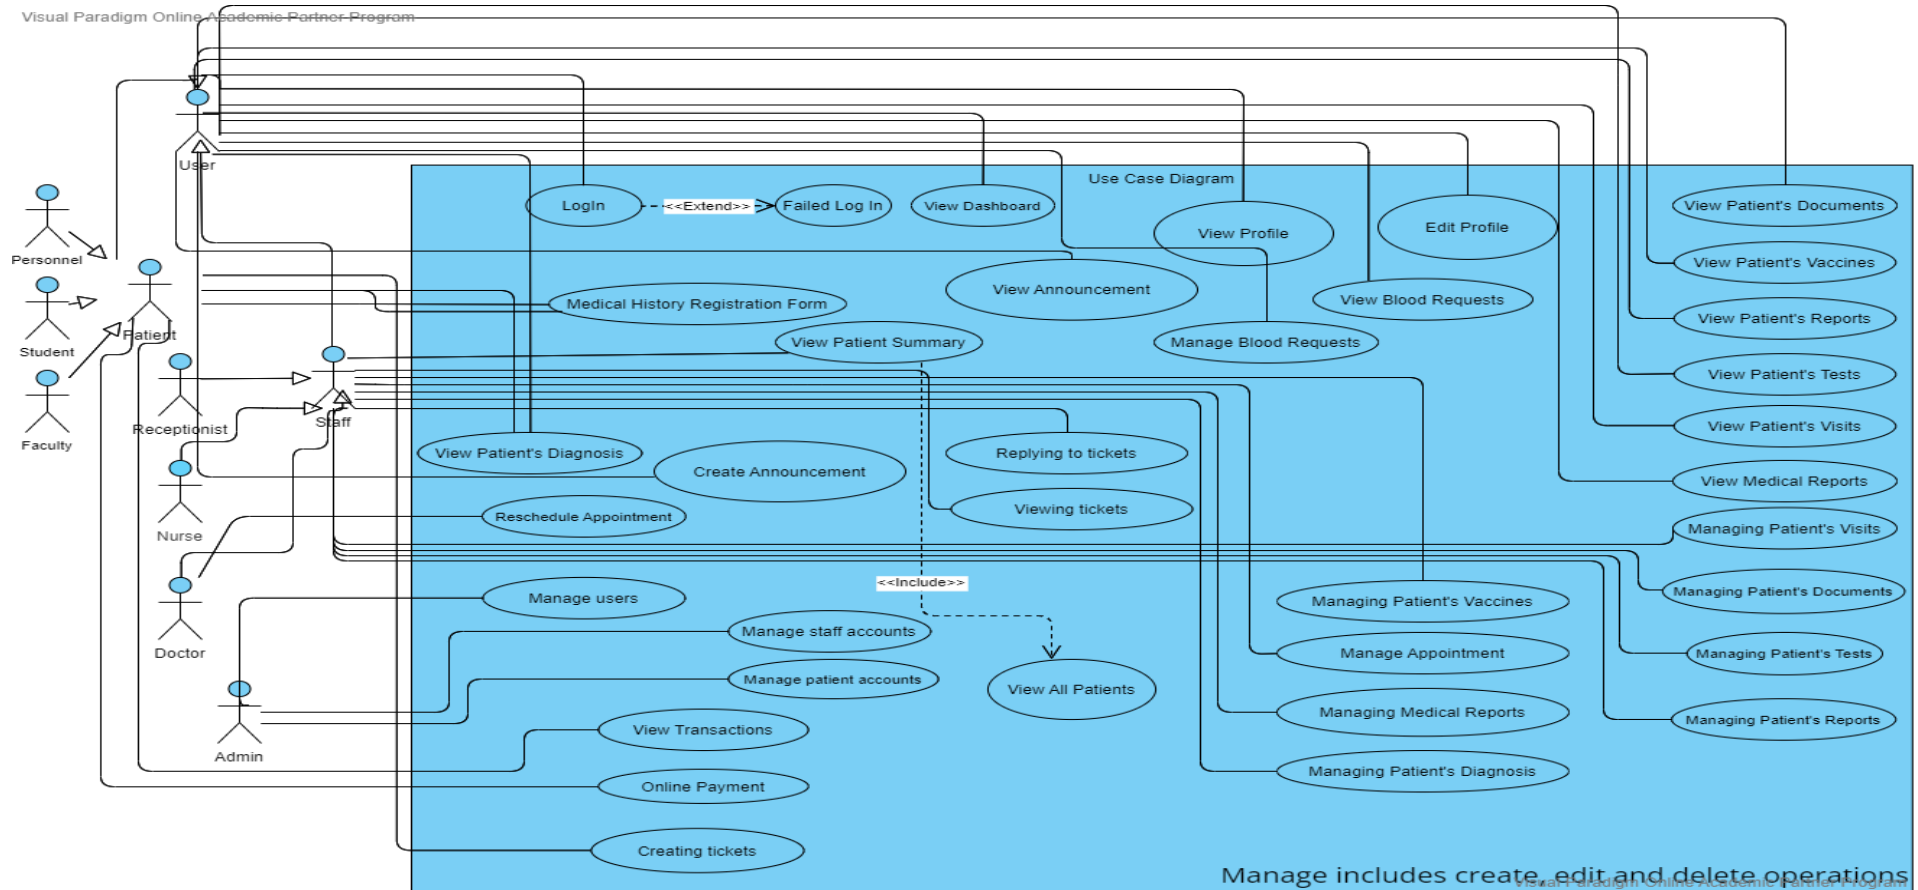 Visual Paradigm Online Academic Partner Program
User
Use Case Diagram
LogIn
<<Extend>>
Failed Log In
View Dashboard
View Profile
Edit Profile
View Patient's Documents
Personnel
View Patient's Vaccines
View Announcement
View Blood Requests
Medical History Registration Form
View Patient's Reports
Patient
Student
View Patient Summary
Manage Blood Requests
View Patient's Tests
Staff
Receptionist
View Patient's Visits
Faculty
View Patient's Diagnosis
Create Announcement
Replying to tickets
View Medical Reports
Reschedule Appointment
Viewing tickets
Managing Patient's Visits
Nurse
<<Include>>
Manage users
Managing Patient's Vaccines
Managing Patient's Documents
Manage staff accounts
Doctor
Manage Appointment
Managing Patient's Tests
Manage patient accounts
View All Patients
Managing Medical Reports
Managing Patient's Reports
View Transactions
Admin
Managing Patient's Diagnosis
Online Payment
Creating tickets
Manage includes create, edit and delete operations
Visual Paradigm Online Academic Partner Program